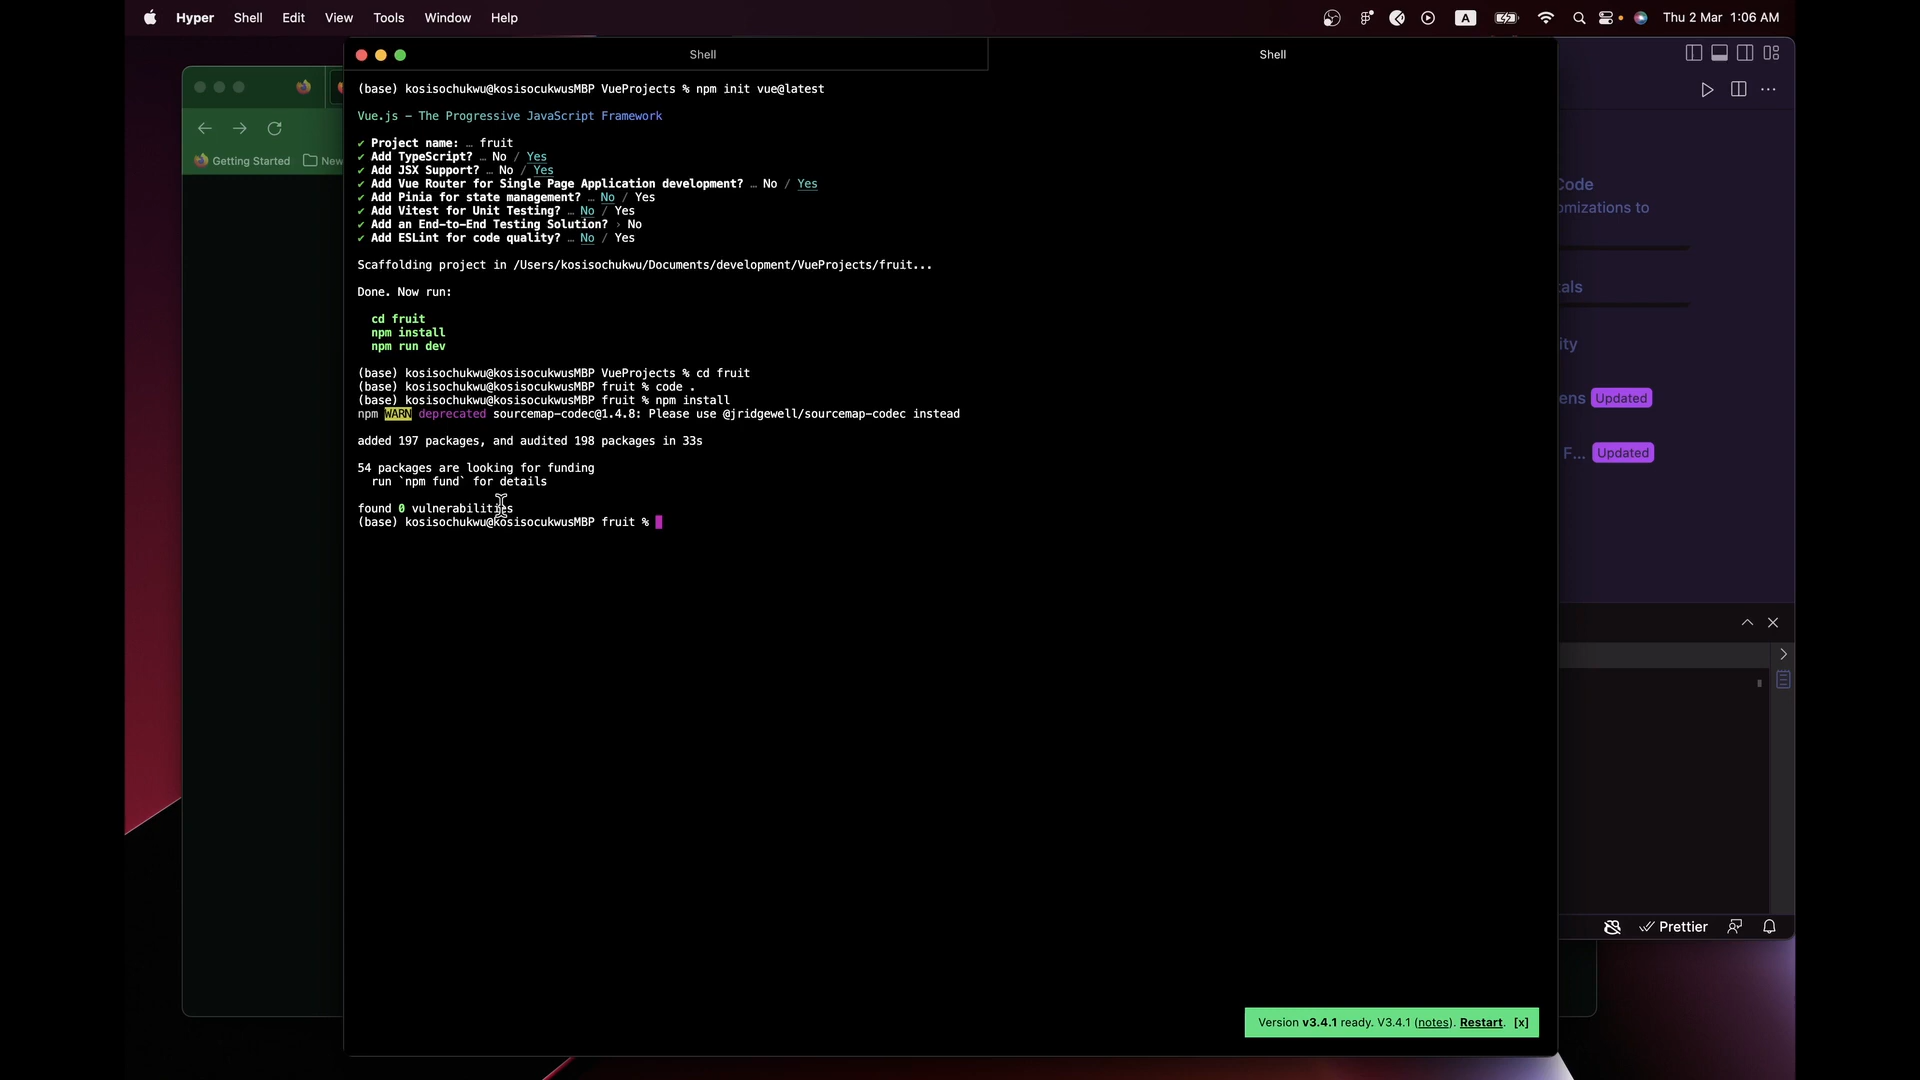 Hyper Shell Edit View Tools Window Help
A Thu 2 Mar 1:06 AM
Shell
Shell
(base) kosisochukwu@kosisocukwusMBP VueProjects % npm init vue@latest
Vue.js – The Progressive JavaScript Framework
✔ Project name: … fruit
✔ Add TypeScript? … No / Yes
✔ Add JSX Support? … No / Yes
✔ Add Vue Router for Single Page Application development? … No / Yes
✔ Add Pinia for state management? … No / Yes
✔ Add Vitest for Unit Testing? … No / Yes
✔ Add an End-to-End Testing Solution? › No
✔ Add ESLint for code quality? … No / Yes
Scaffolding project in /Users/kosisochukwu/Documents/development/VueProjects/fruit...
Done. Now run:
cd fruit
npm install
npm run dev
(base) kosisochukwu@kosisocukwusMBP VueProjects % cd fruit
(base) kosisochukwu@kosisocukwusMBP fruit % code .
(base) kosisochukwu@kosisocukwusMBP fruit % npm install
npm WARN deprecated sourcemap-codec@1.4.8: Please use @jridgewell/sourcemap-codec instead
added 197 packages, and audited 198 packages in 33s
54 packages are looking for funding
run `npm fund` for details
found 0 vulnerabilities
(base) kosisochukwu@kosisocukwusMBP fruit %
Getting Started New
Code
omizations to
tals
ity
ens Updated
F... Updated
Prettier
Version v3.4.1 ready. V3.4.1 (notes). Restart. [x]